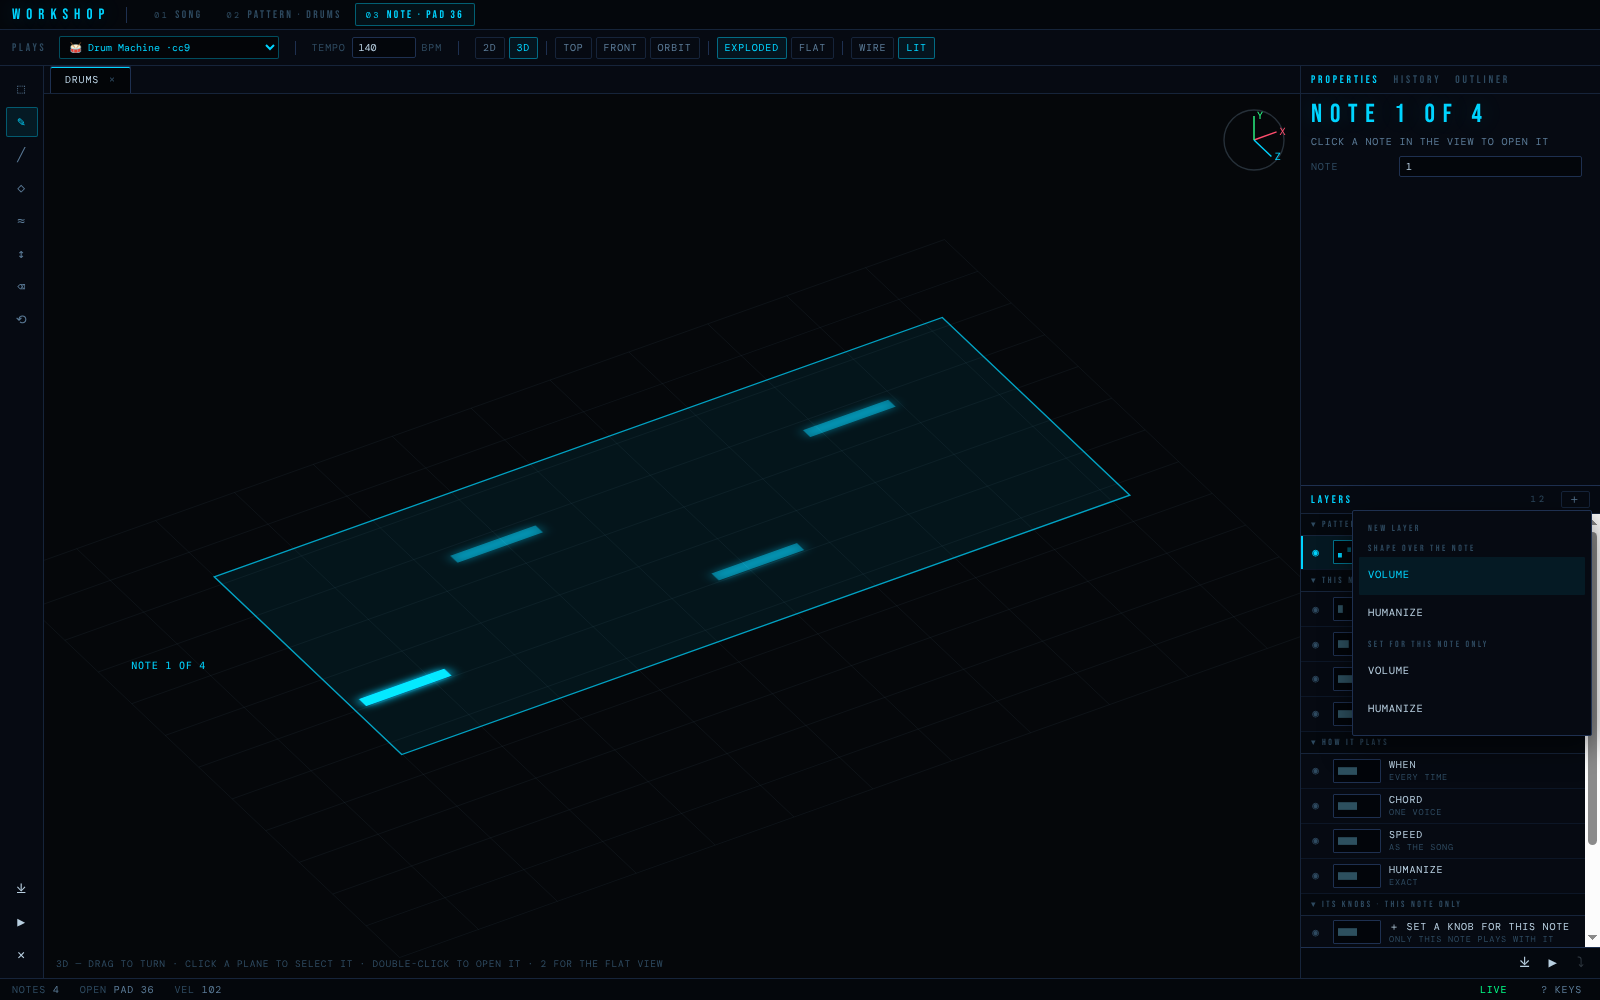 WORKSHOP
01 SONG
02 PATTERN · DRUMS
03 NOTE · PAD 36
PLAYS
Drum Machine ·cc9
TEMPO 140 BPM
2D 3D TOP FRONT ORBIT EXPLODED FLAT WIRE LIT
DRUMS ×
Y
X
Z
NOTE 1 OF 4
3D — DRAG TO TURN · CLICK A PLANE TO SELECT IT · DOUBLE-CLICK TO OPEN IT · 2 FOR THE FLAT VIEW
PROPERTIES HISTORY OUTLINER
NOTE 1 OF 4
CLICK A NOTE IN THE VIEW TO OPEN IT
NOTE 1
LAYERS 12 +
▾ PATTE
NEW LAYER
SHAPE OVER THE NOTE
VOLUME
▾ THIS N
HUMANIZE
SET FOR THIS NOTE ONLY
VOLUME
HUMANIZE
▾ HOW IT PLAYS
WHEN
EVERY TIME
CHORD
ONE VOICE
SPEED
AS THE SONG
HUMANIZE
EXACT
▾ ITS KNOBS · THIS NOTE ONLY
+ SET A KNOB FOR THIS NOTE
ONLY THIS NOTE PLAYS WITH IT
NOTES 4 OPEN PAD 36 VEL 102
LIVE ? KEYS